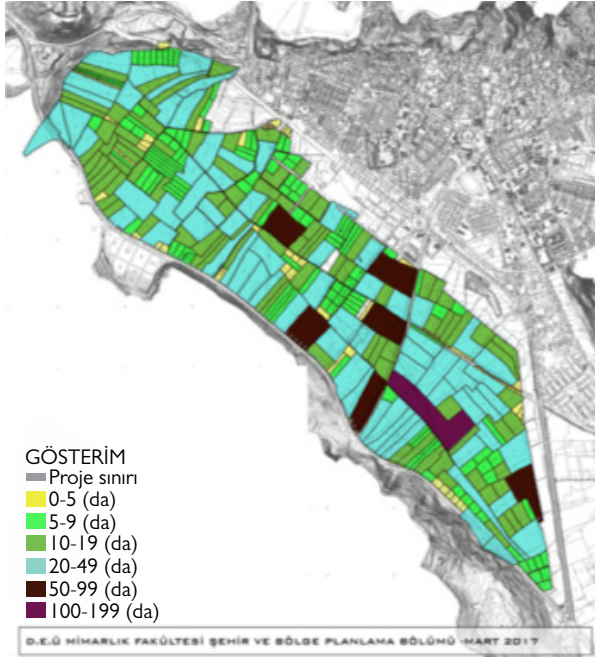 GÖSTERİM
Proje sınırı
0-5 (da)
5-9 (da)
10-19 (da)
20-49 (da)
50-99 (da)
100-199 (da)
D.E.Ü MİMARLIK FAKÜLTESİ ŞEHİR VE BÖLGE PLANLAMA BÖLÜMÜ -MART 2017